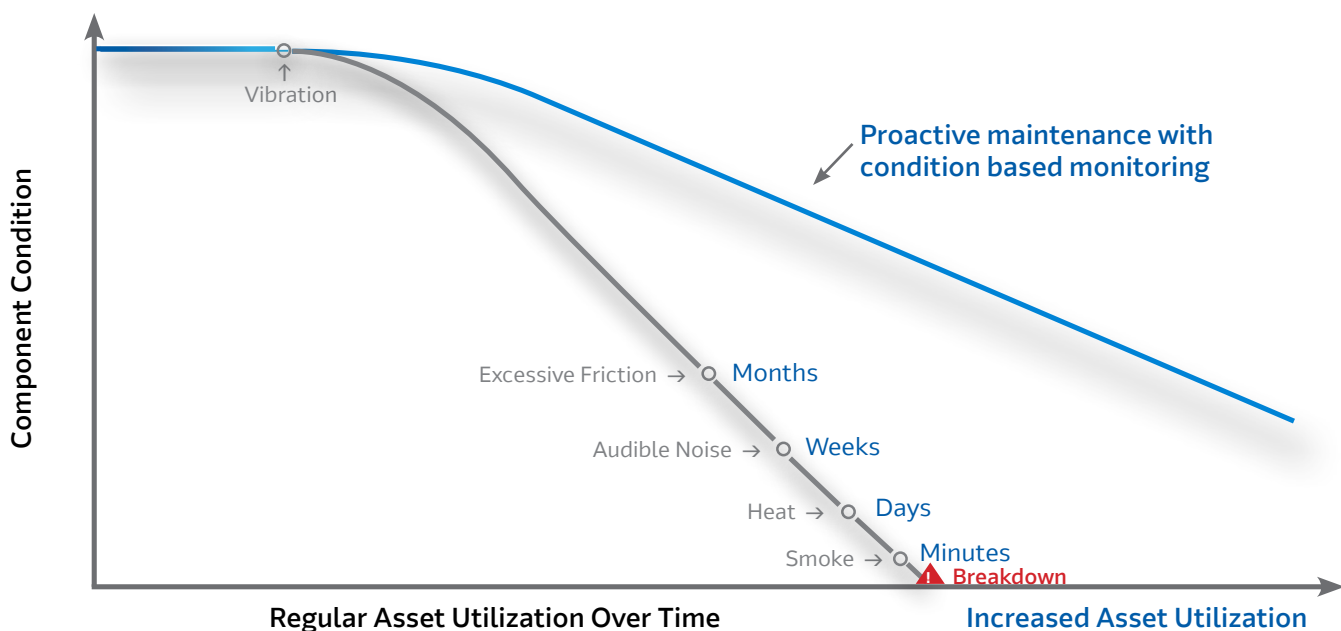 Vibration
Proactive maintenance with
condition based monitoring
Component Condition
Excessive Friction → Months
Audible Noise → Weeks
Heat → Days
Smoke → Minutes
Breakdown
Regular Asset Utilization Over Time
Increased Asset Utilization